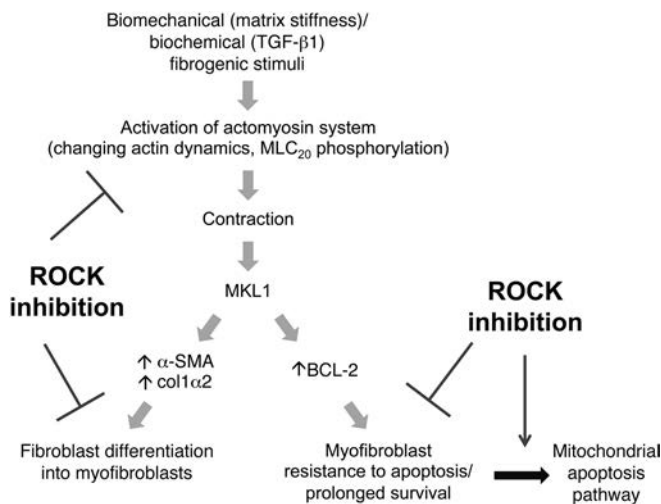 Biomechanical (matrix stiffness)/
biochemical (TGF-β1)
fibrogenic stimuli
Activation of actomyosin system
(changing actin dynamics, MLC₂₀ phosphorylation)
Contraction
ROCK
inhibition
MKL1
ROCK
inhibition
↑ α-SMA
↑ col1α2
↑BCL-2
Fibroblast differentiation
into myofibroblasts
Myofibroblast
resistance to apoptosis/
prolonged survival
Mitochondrial
apoptosis
pathway